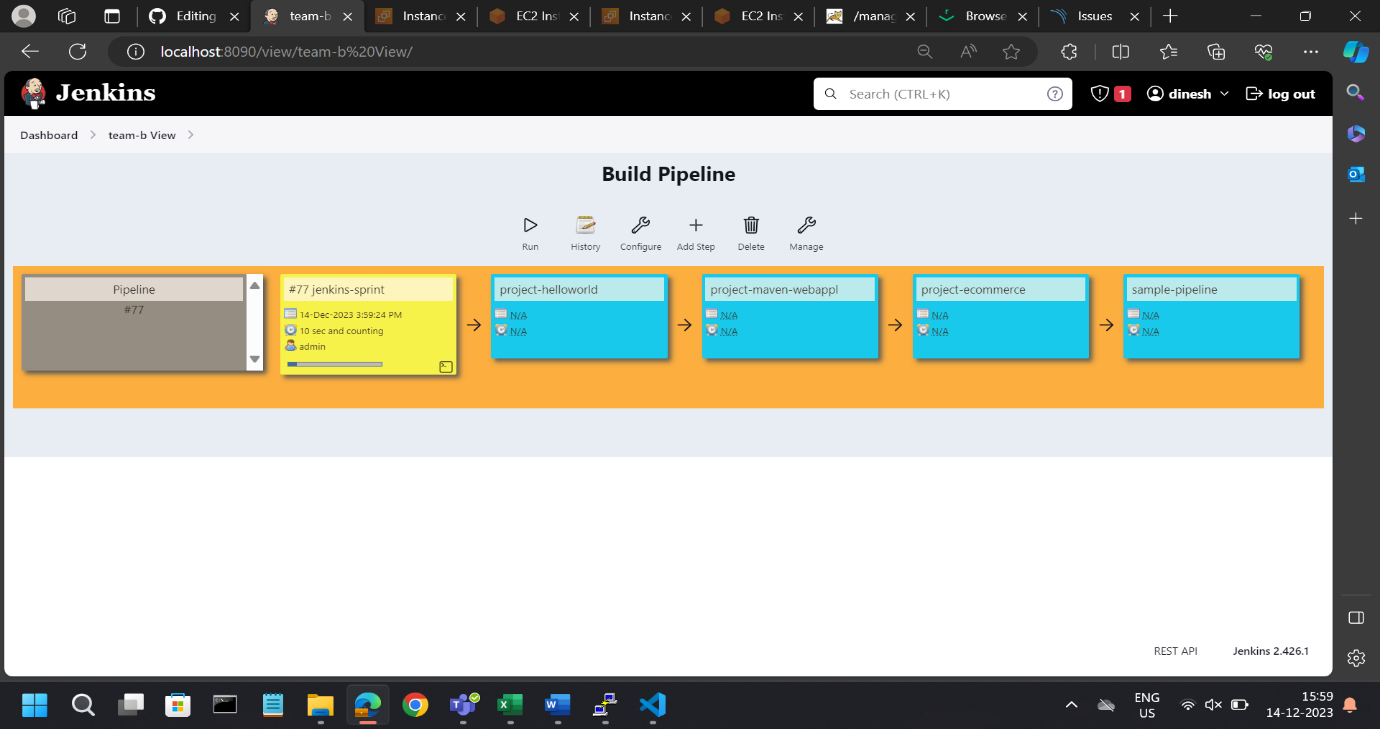 Editing
team-b
Instanc
EC2 Ins
Instanc
EC2 Ins
/manag
Browse
Issues
localhost:8090/view/team-b%20View/
Jenkins
Search (CTRL+K)
1
dinesh
log out
Dashboard
team-b View
Build Pipeline
Run
History
Configure
Add Step
Delete
Manage
Pipeline
#77
#77 jenkins-sprint
14-Dec-2023 3:59:24 PM
10 sec and counting
admin
project-helloworld
N/A
N/A
project-maven-webappl
N/A
N/A
project-ecommerce
N/A
N/A
sample-pipeline
N/A
N/A
REST API
Jenkins 2.426.1
ENG
US
15:59
14-12-2023